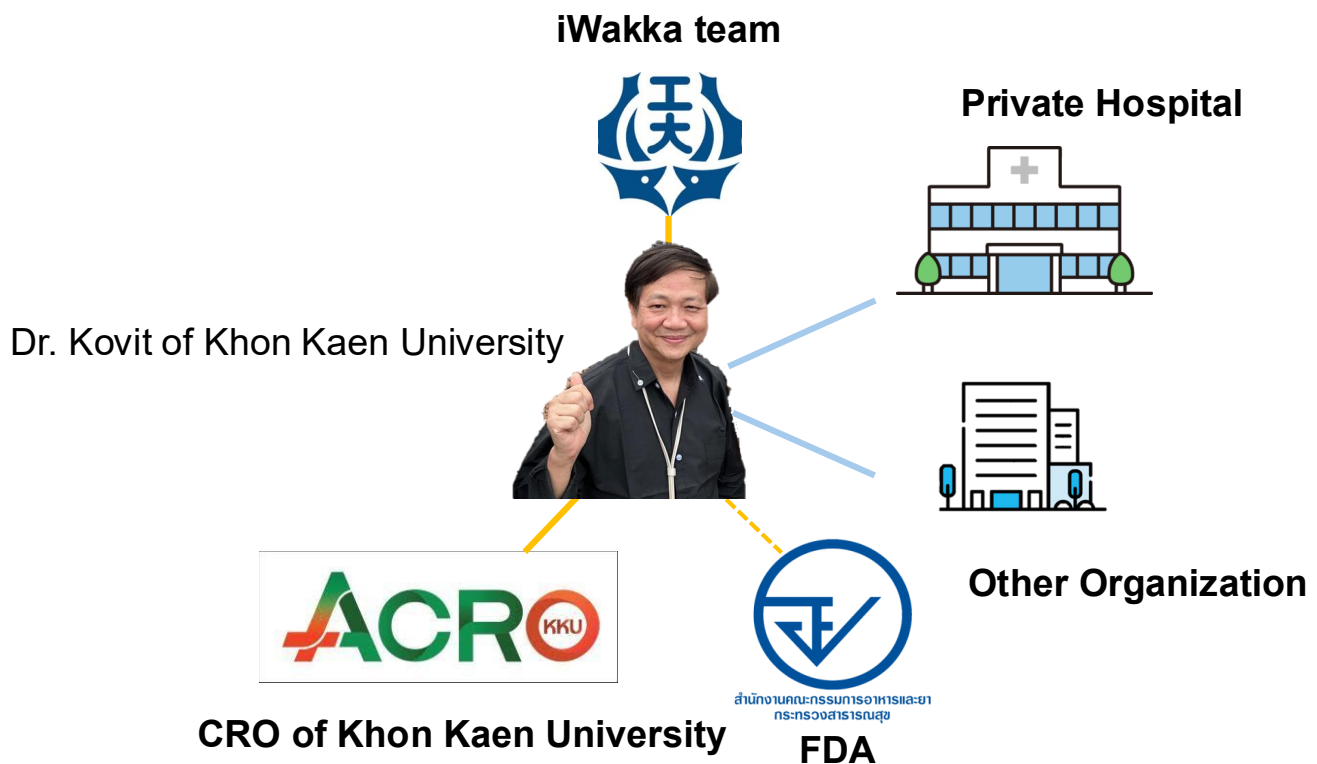 iWakka team
工大
Private Hospital
Dr. Kovit of Khon Kaen University
ACRO
KKU
Other Organization
สำนักงานคณะกรรมการอาหารและยา
กระทรวงสาธารณสุข
CRO of Khon Kaen University
FDA